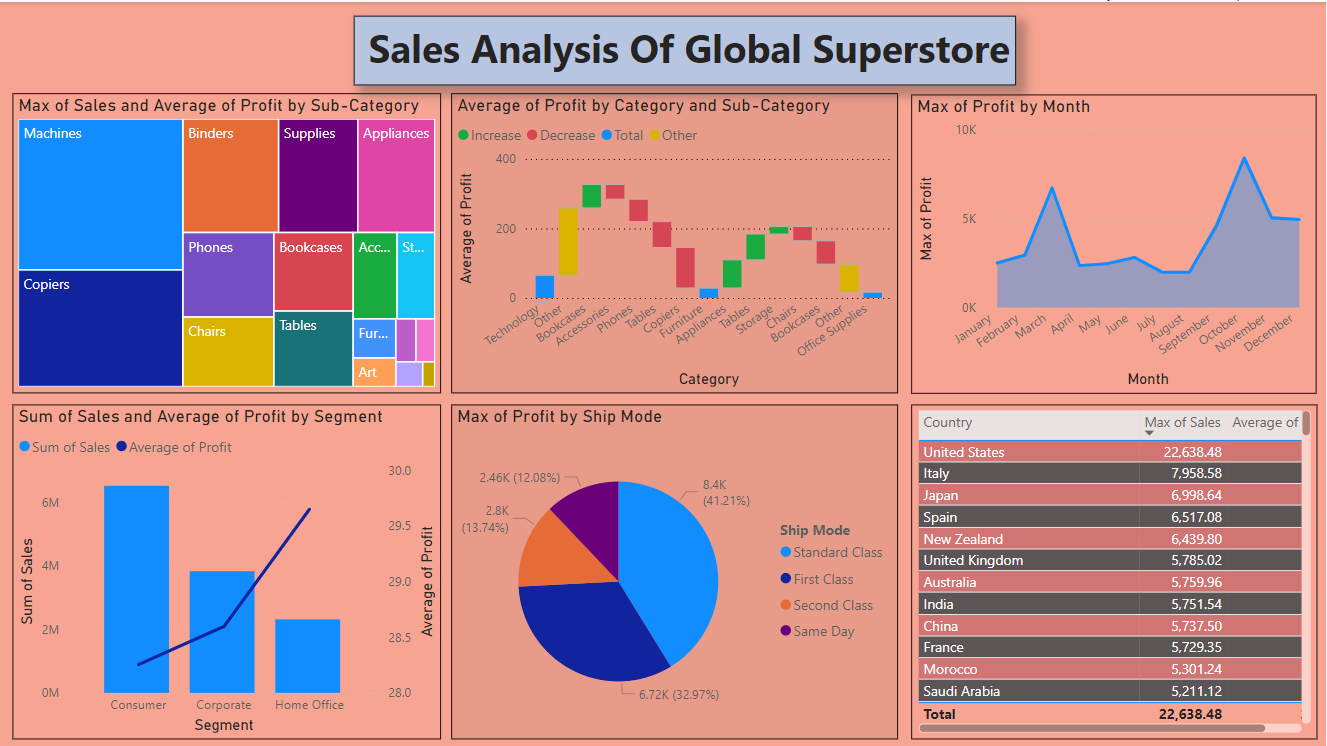 Sales Analysis Of Global Superstore
Max of Sales and Average of Profit by Sub-Category
Machines
Binders
Supplies
Appliances
Copiers
Phones
Bookcases
Acc...
St...
Chairs
Tables
Fur...
Art
Average of Profit by Category and Sub-Category
Increase Decrease Total Other
Average of Profit
400
200
0
Technology
Other
Bookcases
Accessories
Phones
Tables
Copiers
Furniture
Appliances
Tables
Storage
Chairs
Bookcases
Other
Office Supplies
Category
Max of Profit by Month
Max of Profit
10K
5K
0K
January
February
March
April
May
June
July
August
September
October
November
December
Month
Sum of Sales and Average of Profit by Segment
Sum of Sales Average of Profit
Sum of Sales
6M
4M
2M
0M
30.0
29.5
29.0
28.5
28.0
Average of Profit
Consumer Corporate Home Office
Segment
Max of Profit by Ship Mode
2.46K (12.08%)
8.4K
(41.21%)
2.8K
(13.74%)
6.72K (32.97%)
Ship Mode
Standard Class
First Class
Second Class
Same Day
Country Max of Sales Average of
United States 22,638.48
Italy 7,958.58
Japan 6,998.64
Spain 6,517.08
New Zealand 6,439.80
United Kingdom 5,785.02
Australia 5,759.96
India 5,751.54
China 5,737.50
France 5,729.35
Morocco 5,301.24
Saudi Arabia 5,211.12
Total 22,638.48